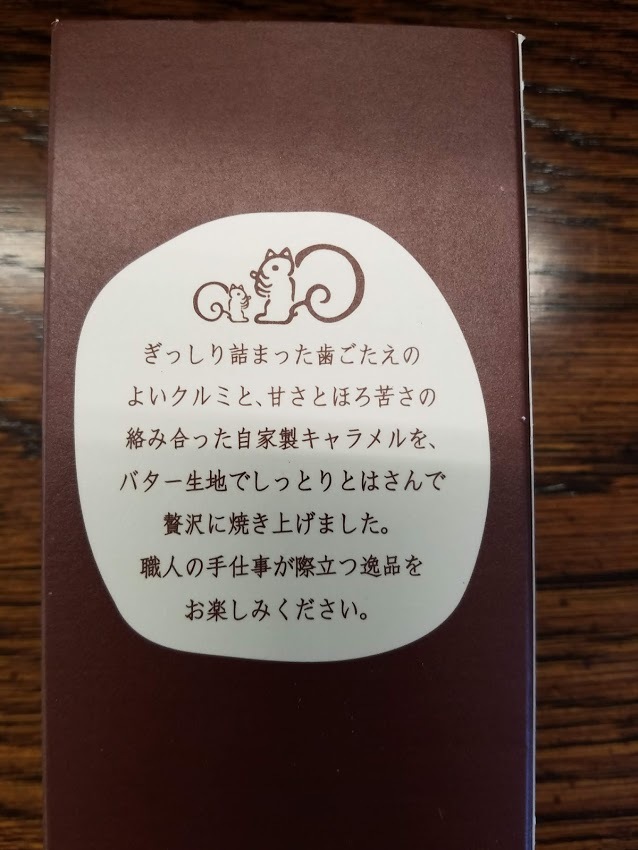 ぎっしり詰まった歯ごたえの
よいクルミと、甘さとほろ苦さの
絡み合った自家製キャラメルを、
バター生地でしっとりとはさんで
贅沢に焼き上げました。
職人の手仕事が際立つ逸品を
お楽しみください。